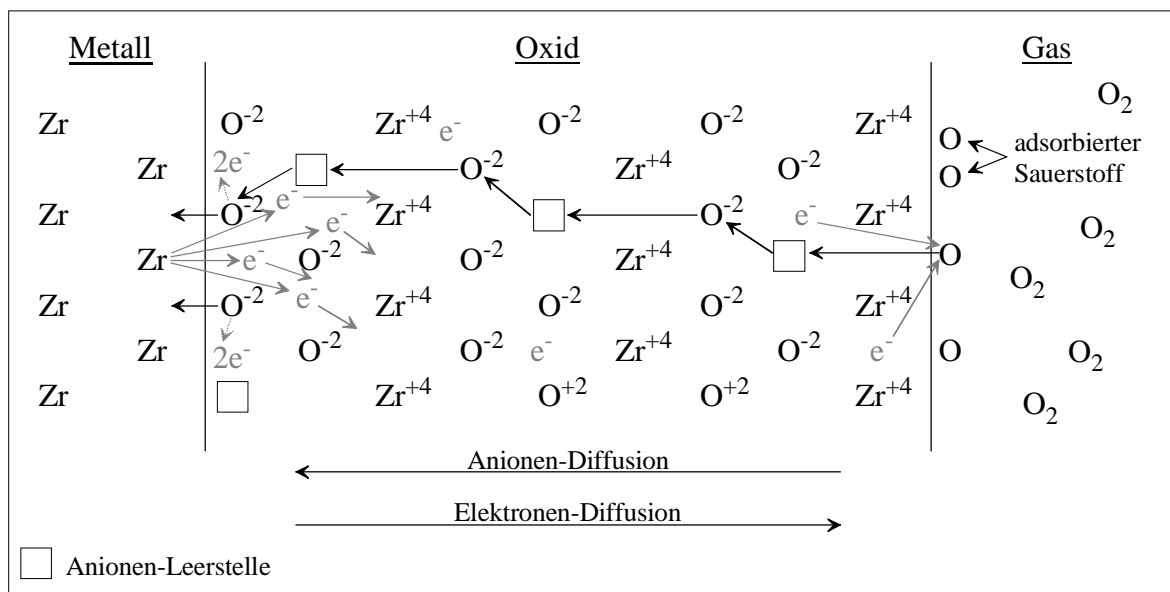 Metall Oxid Gas
O₂
Zr O⁻² Zr⁺⁴ e⁻ O⁻² O⁻² Zr⁺⁴ O adsorbierter
Zr 2e⁻ O⁻² Zr⁺⁴ O⁻² O Sauerstoff
Zr O⁻² e⁻ Zr⁺⁴ e⁻ O⁻² e⁻ Zr⁺⁴ O₂
Zr e⁻ O⁻² O⁻² Zr⁺⁴ O O₂
Zr O⁻² e⁻ Zr⁺⁴ O⁻² O⁻² Zr⁺⁴
Zr 2e⁻ O⁻² O⁻² e⁻ Zr⁺⁴ O⁻² e⁻ O O₂
Zr Zr⁺⁴ O⁺² O⁺² Zr⁺⁴ O₂
Anionen-Diffusion
Elektronen-Diffusion
Anionen-Leerstelle